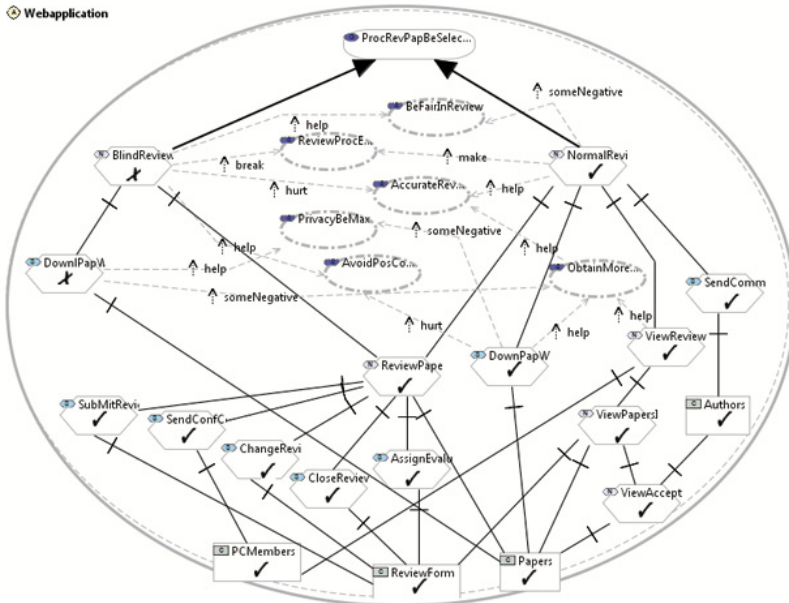 Webapplication
ProcRevPapBeSelec...
someNegative
BeFairInReview
help
BlindReview
ReviewProcE...
NormalRevi
break
make
AccurateRev...
hurt
help
PrivacyBeMax
someNegative
DownlPapW
help
help
AvoidPosCo...
ObtainMore...
help
SendComm
someNegative
hurt
help
help
ViewReview
ReviewPape
DownPapW
SubMitRevi
SendConfC
ViewPapersI
Authors
ChangeRevi
CloseReviev
AssignEvalu
ViewAccept
PCMembers
ReviewForm
Papers